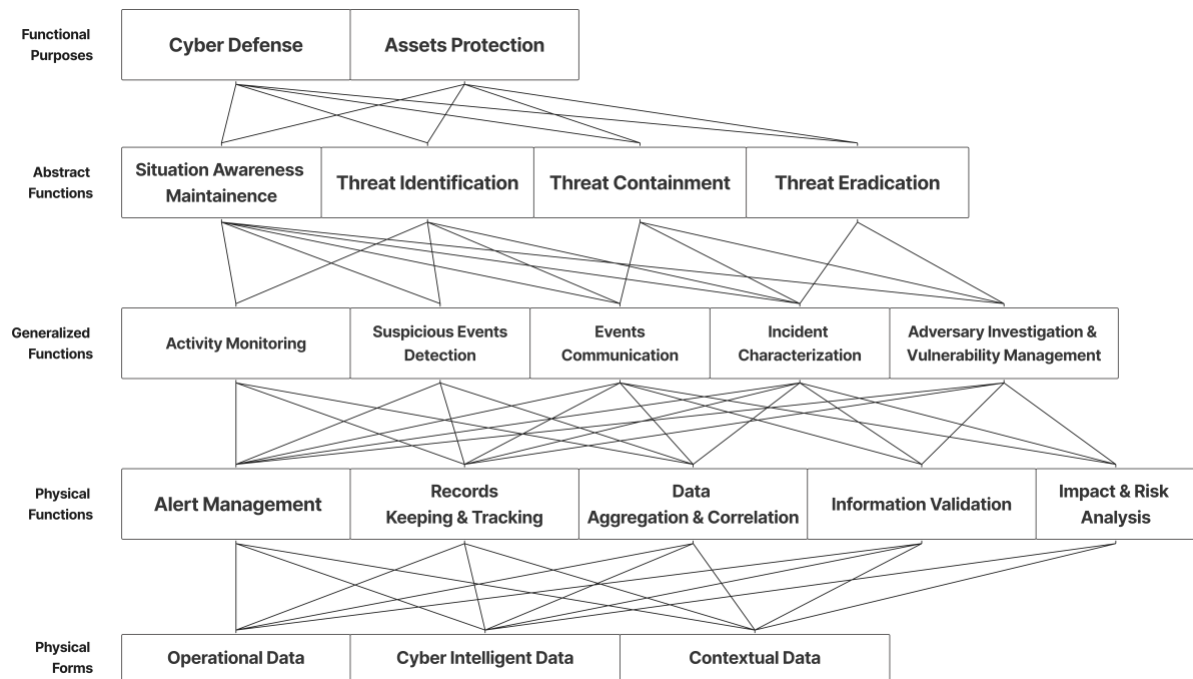 Functional
Purposes
Cyber Defense
Assets Protection
Abstract
Functions
Situation Awareness
Maintainence
Threat Identification
Threat Containment
Threat Eradication
Generalized
Functions
Activity Monitoring
Suspicious Events
Detection
Events
Communication
Incident
Characterization
Adversary Investigation &
Vulnerability Management
Physical
Functions
Alert Management
Records
Keeping & Tracking
Data
Aggregation & Correlation
Information Validation
Impact & Risk
Analysis
Physical
Forms
Operational Data
Cyber Intelligent Data
Contextual Data